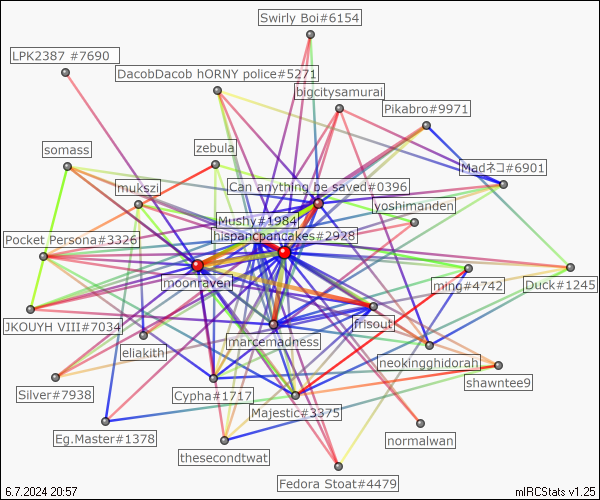 Swirly Boi#6154
LPK2387 #7690
DacobDacob hORNY police#5271
bigcitysamurai
Pikabro#9971
somass
zebula
Madネコ#6901
mukszi
Can anything be saved#0396
yoshimanden
Mushy#1984
Pocket Persona#3326
hispancpancakes#2928
moonraven
ming#4742
Duck#1245
JKOUYH VIII#7034
frisout
eliakith
marcemadness
neokingghidorah
shawntee9
Silver#7938
Cypha#1717
Majestic#3375
Eg.Master#1378
normalwan
thesecondtwat
Fedora Stoat#4479
6.7.2024 20:57
mIRCStats v1.25